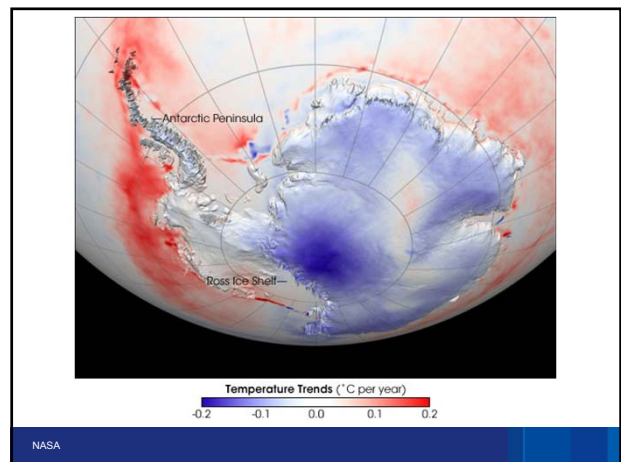 Antarctic Peninsula
Ross Ice Shelf
Temperature Trends (˚C per year)
-0.2 -0.1 0.0 0.1 0.2
NASA